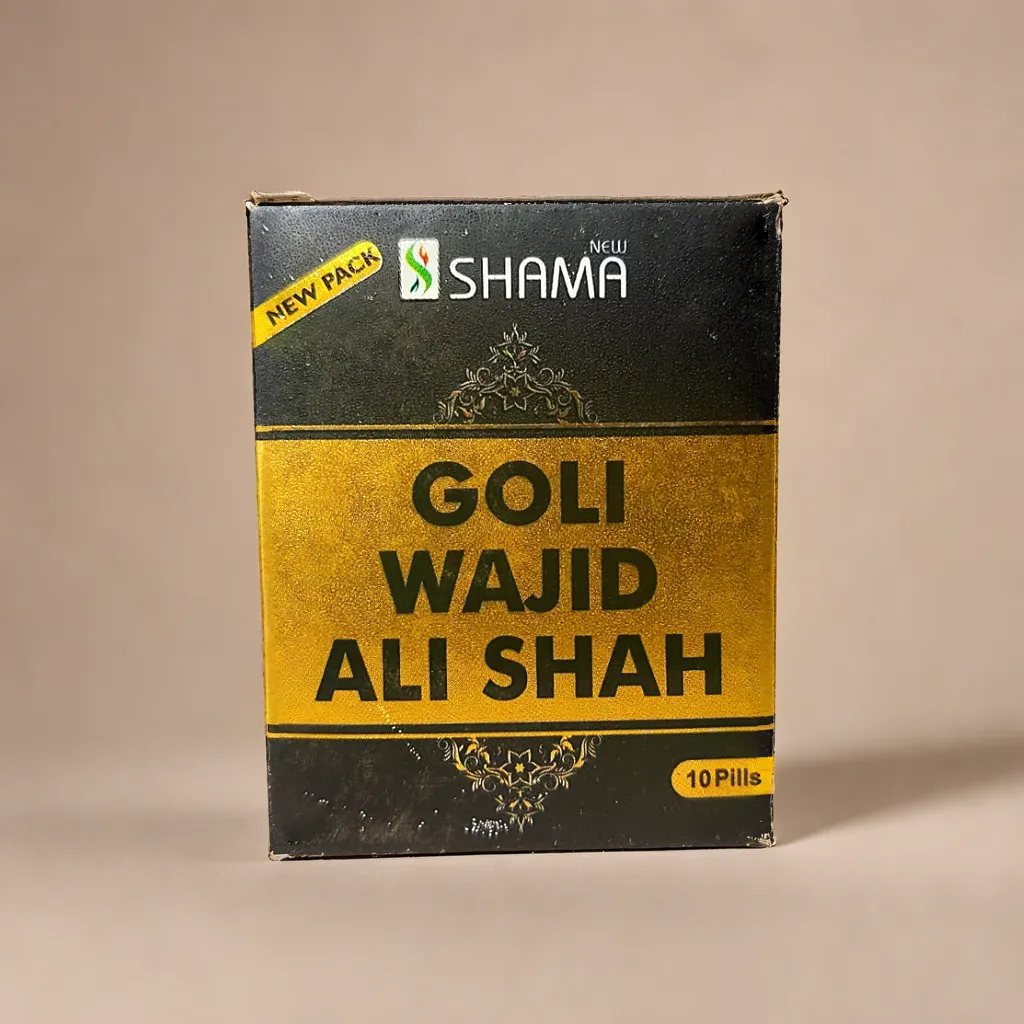 NEW PACK
NEW
SHAMA
GOLI
WAJID
ALI SHAH
10 Pills